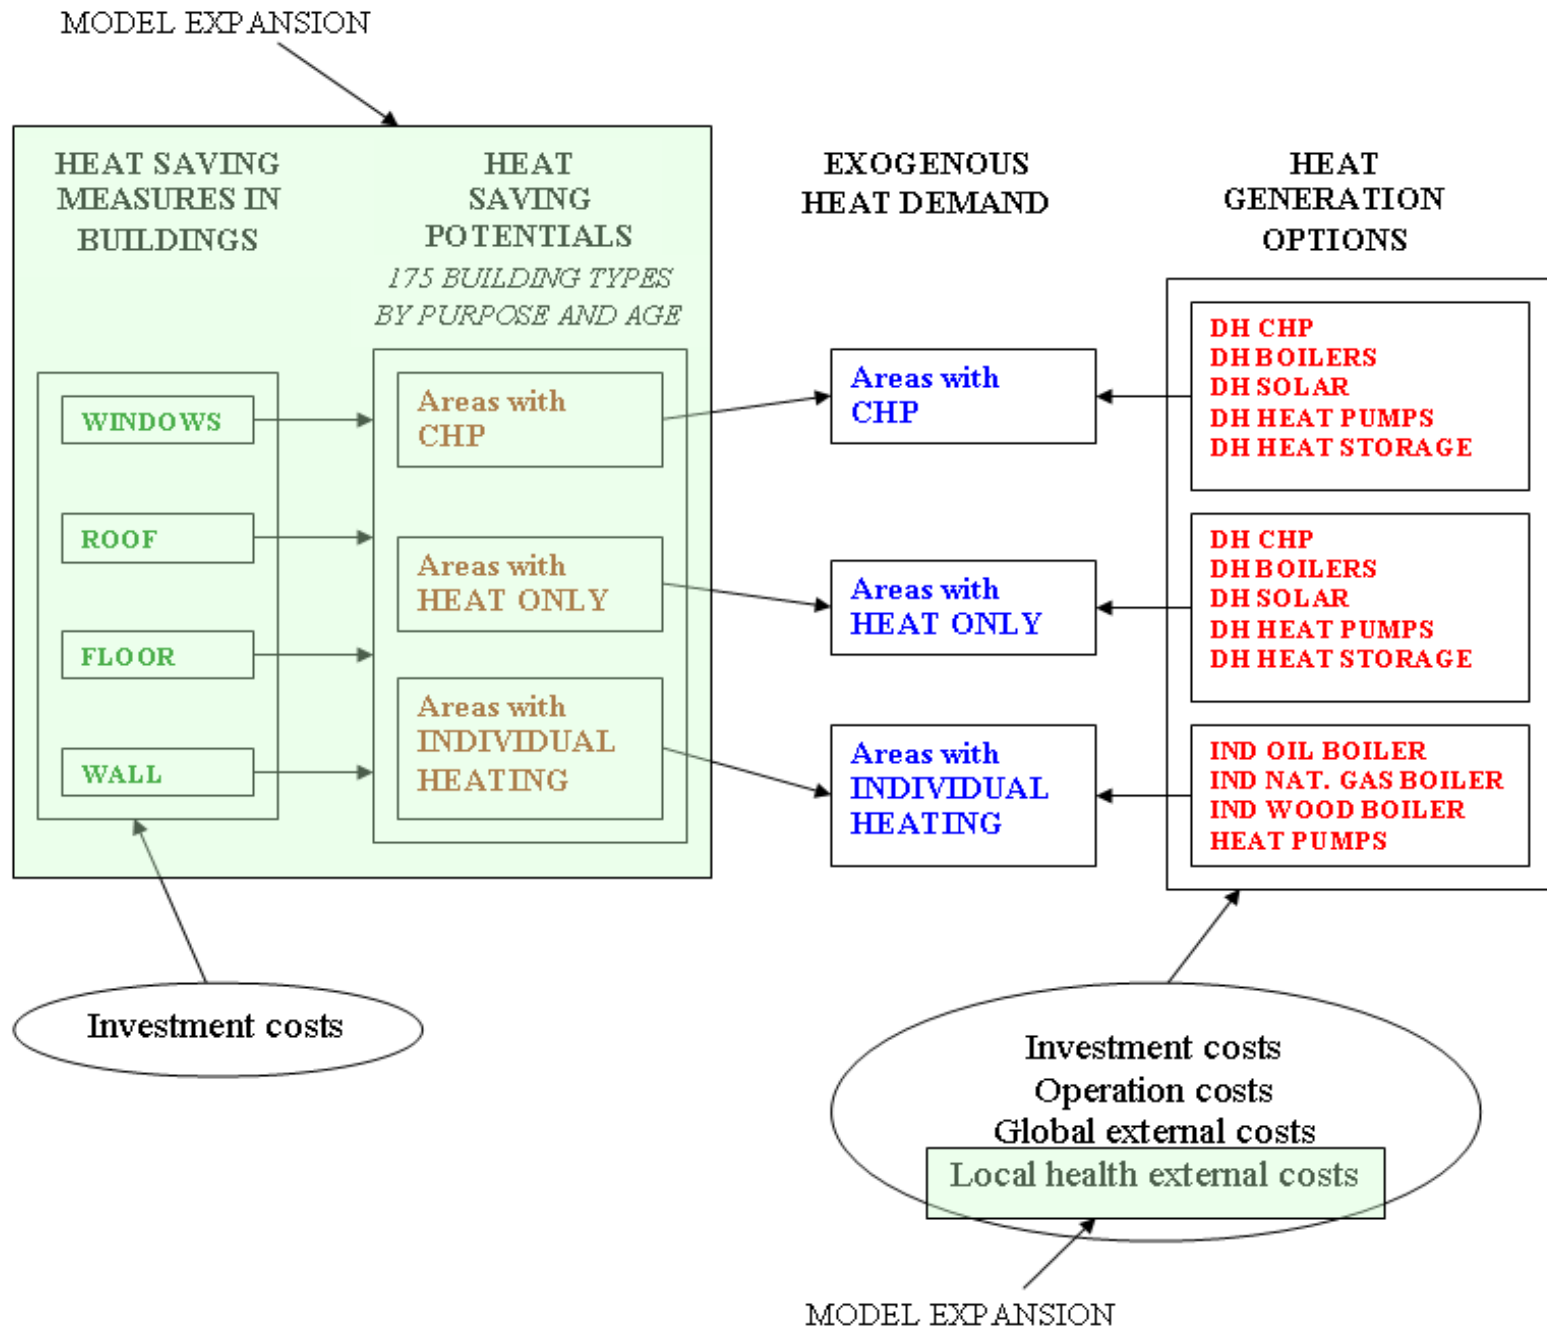 MODEL EXPANSION
HEAT SAVING
MEASURES IN
BUILDINGS
HEAT
SAVING
POTENTIALS
175 BUILDING TYPES
BY PURPOSE AND AGE
EXOGENOUS
HEAT DEMAND
HEAT
GENERATION
OPTIONS
WINDOWS
ROOF
FLOOR
WALL
Areas with
CHP
Areas with
HEAT ONLY
Areas with
INDIVIDUAL
HEATING
Areas with
CHP
Areas with
HEAT ONLY
Areas with
INDIVIDUAL
HEATING
DH CHP
DH BOILERS
DH SOLAR
DH HEAT PUMPS
DH HEAT STORAGE
DH CHP
DH BOILERS
DH SOLAR
DH HEAT PUMPS
DH HEAT STORAGE
IND OIL BOILER
IND NAT. GAS BOILER
IND WOOD BOILER
HEAT PUMPS
Investment costs
Investment costs
Operation costs
Global external costs
Local health external costs
MODEL EXPANSION